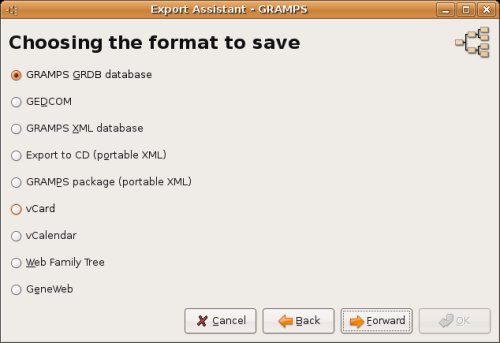 Export Assistant - GRAMPS
Choosing the format to save
GRAMPS GRDB database
GEDCOM
GRAMPS XML database
Export to CD (portable XML)
GRAMPS package (portable XML)
vCard
vCalendar
Web Family Tree
GeneWeb
Cancel Back Forward OK